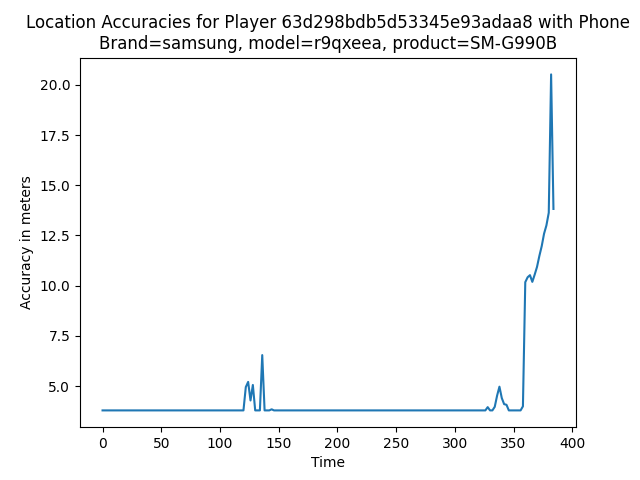 Location Accuracies for Player 63d298bdb5d53345e93adaa8 with Phone
Brand=samsung, model=r9qxeea, product=SM-G990B
20.0
17.5
15.0
12.5
10.0
7.5
5.0
Accuracy in meters
0 50 100 150 200 250 300 350 400
Time